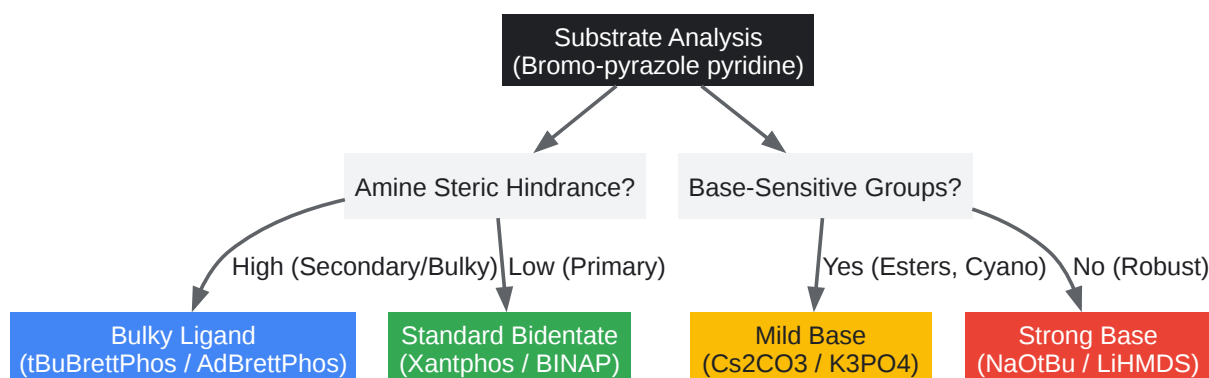 Substrate Analysis
(Bromo-pyrazole pyridine)
Amine Steric Hindrance?
Base-Sensitive Groups?
High (Secondary/Bulky)
Low (Primary)
Yes (Esters, Cyano)
No (Robust)
Bulky Ligand
(tBuBrettPhos / AdBrettPhos)
Standard Bidentate
(Xantphos / BINAP)
Mild Base
(Cs2CO3 / K3PO4)
Strong Base
(NaOtBu / LiHMDS)